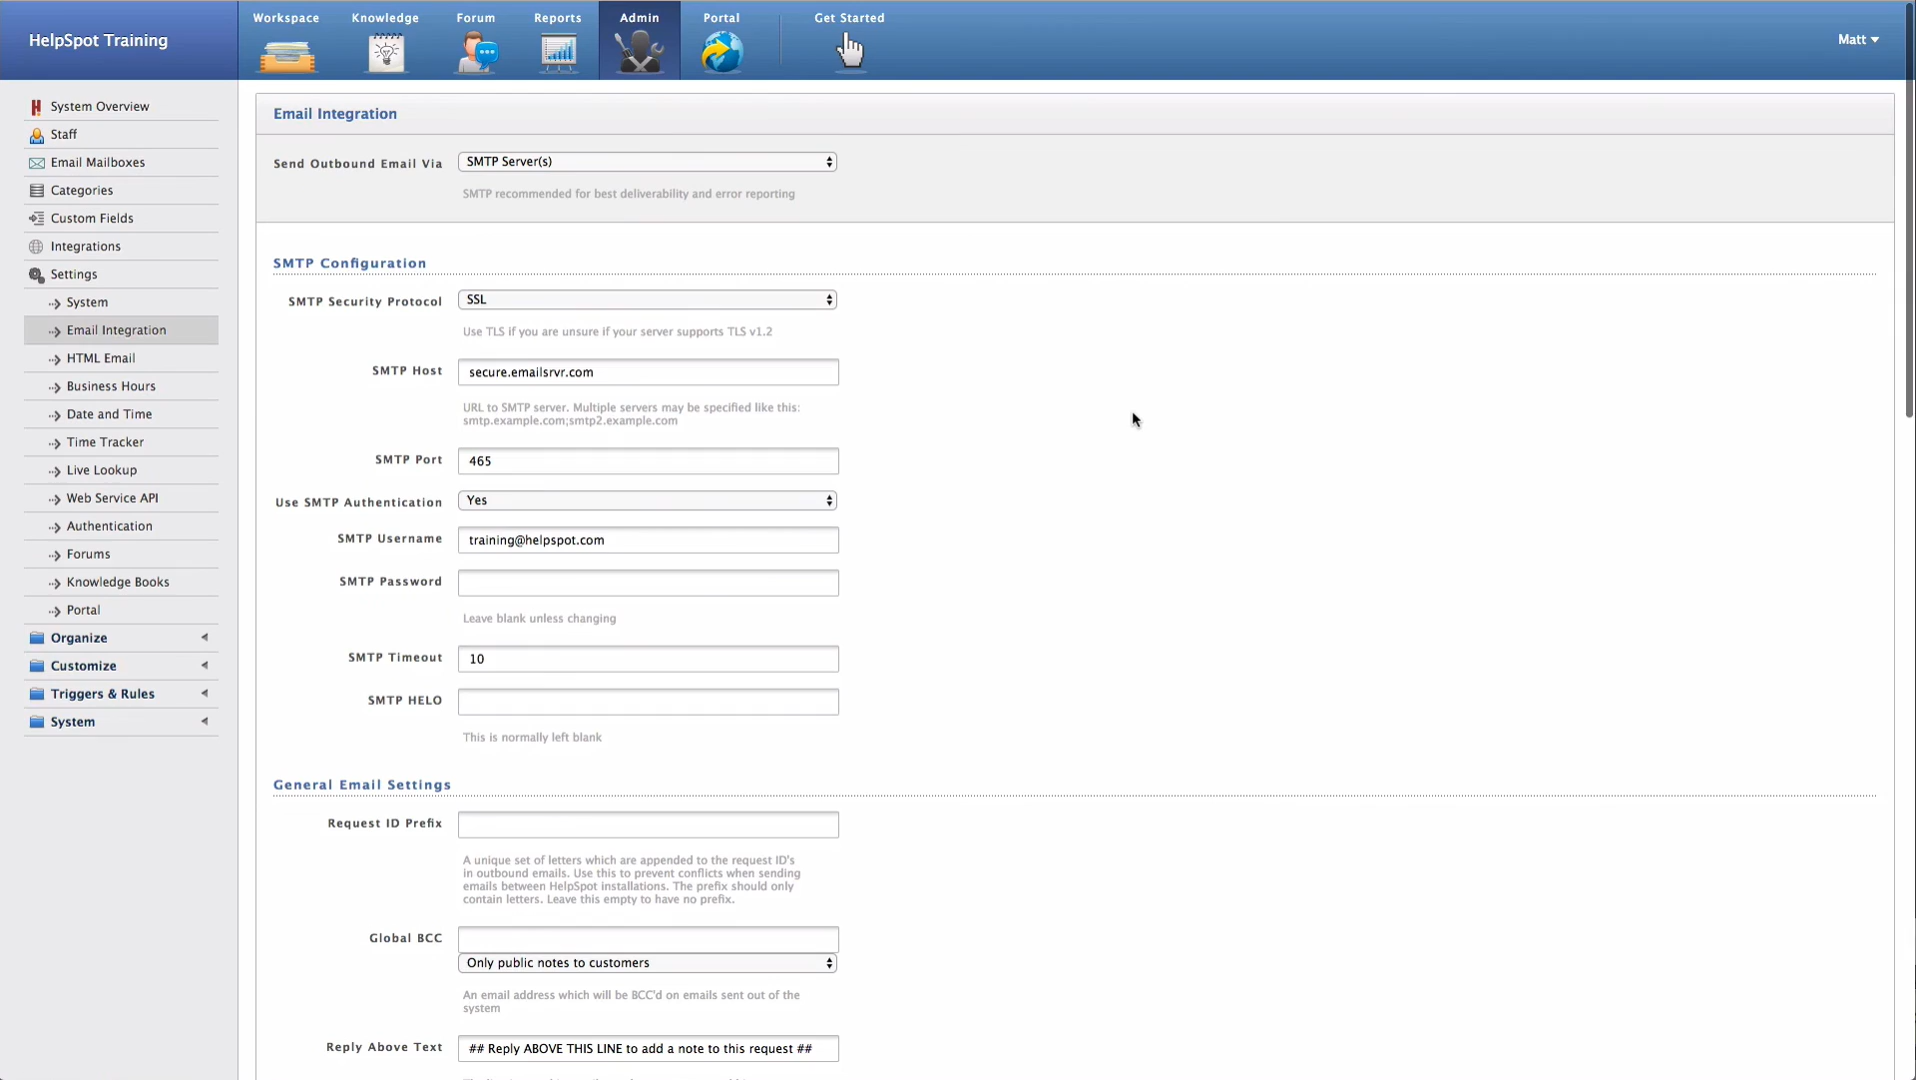 HelpSpot Training
Workspace
Knowledge
Forum
Reports
Admin
Portal
Get Started
Matt
System Overview
Staff
Email Mailboxes
Categories
Custom Fields
Integrations
Settings
System
Email Integration
HTML Email
Business Hours
Date and Time
Time Tracker
Live Lookup
Web Service API
Authentication
Forums
Knowledge Books
Portal
Organize
Customize
Triggers & Rules
System
Email Integration
Send Outbound Email Via
SMTP Server(s)
SMTP recommended for best deliverability and error reporting
SMTP Configuration
SMTP Security Protocol
SSL
Use TLS if you are unsure if your server supports TLS v1.2
SMTP Host
secure.emailsrvr.com
URL to SMTP server. Multiple servers may be specified like this:
smtp.example.com;smtp2.example.com
SMTP Port
465
Use SMTP Authentication
Yes
SMTP Username
training@helpspot.com
SMTP Password
Leave blank unless changing
SMTP Timeout
10
SMTP HELO
This is normally left blank
General Email Settings
Request ID Prefix
A unique set of letters which are appended to the request ID's
in outbound emails. Use this to prevent conflicts when sending
emails between HelpSpot installations. The prefix should only
contain letters. Leave this empty to have no prefix.
Global BCC
Only public notes to customers
An email address which will be BCC'd on emails sent out of the
system
Reply Above Text
## Reply ABOVE THIS LINE to add a note to this request ##